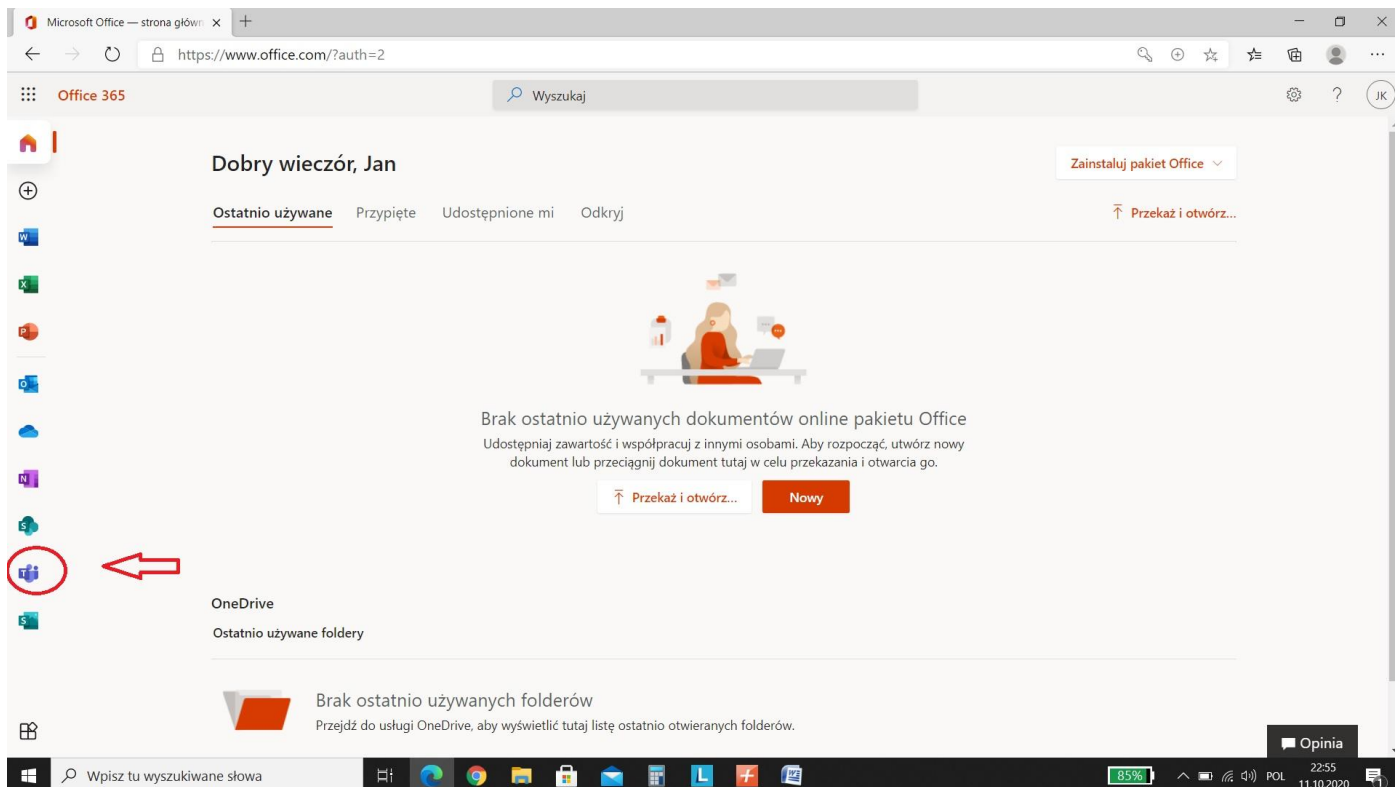 Microsoft Office — strona główn
https://www.office.com/?auth=2
Office 365
Wyszukaj
JK
Dobry wieczór, Jan
Zainstaluj pakiet Office
Ostatnio używane Przypięte Udostępnione mi Odkryj
Przekaż i otwórz...
Brak ostatnio używanych dokumentów online pakietu Office
Udostępniaj zawartość i współpracuj z innymi osobami. Aby rozpocząć, utwórz nowy
dokument lub przeciągnij dokument tutaj w celu przekazania i otwarcia go.
Przekaż i otwórz... Nowy
OneDrive
Ostatnio używane foldery
Brak ostatnio używanych folderów
Przejdź do usługi OneDrive, aby wyświetlić tutaj listę ostatnio otwieranych folderów.
Opinia
Wpisz tu wyszukiwane słowa
85%
POL
22:55
11.10.2020